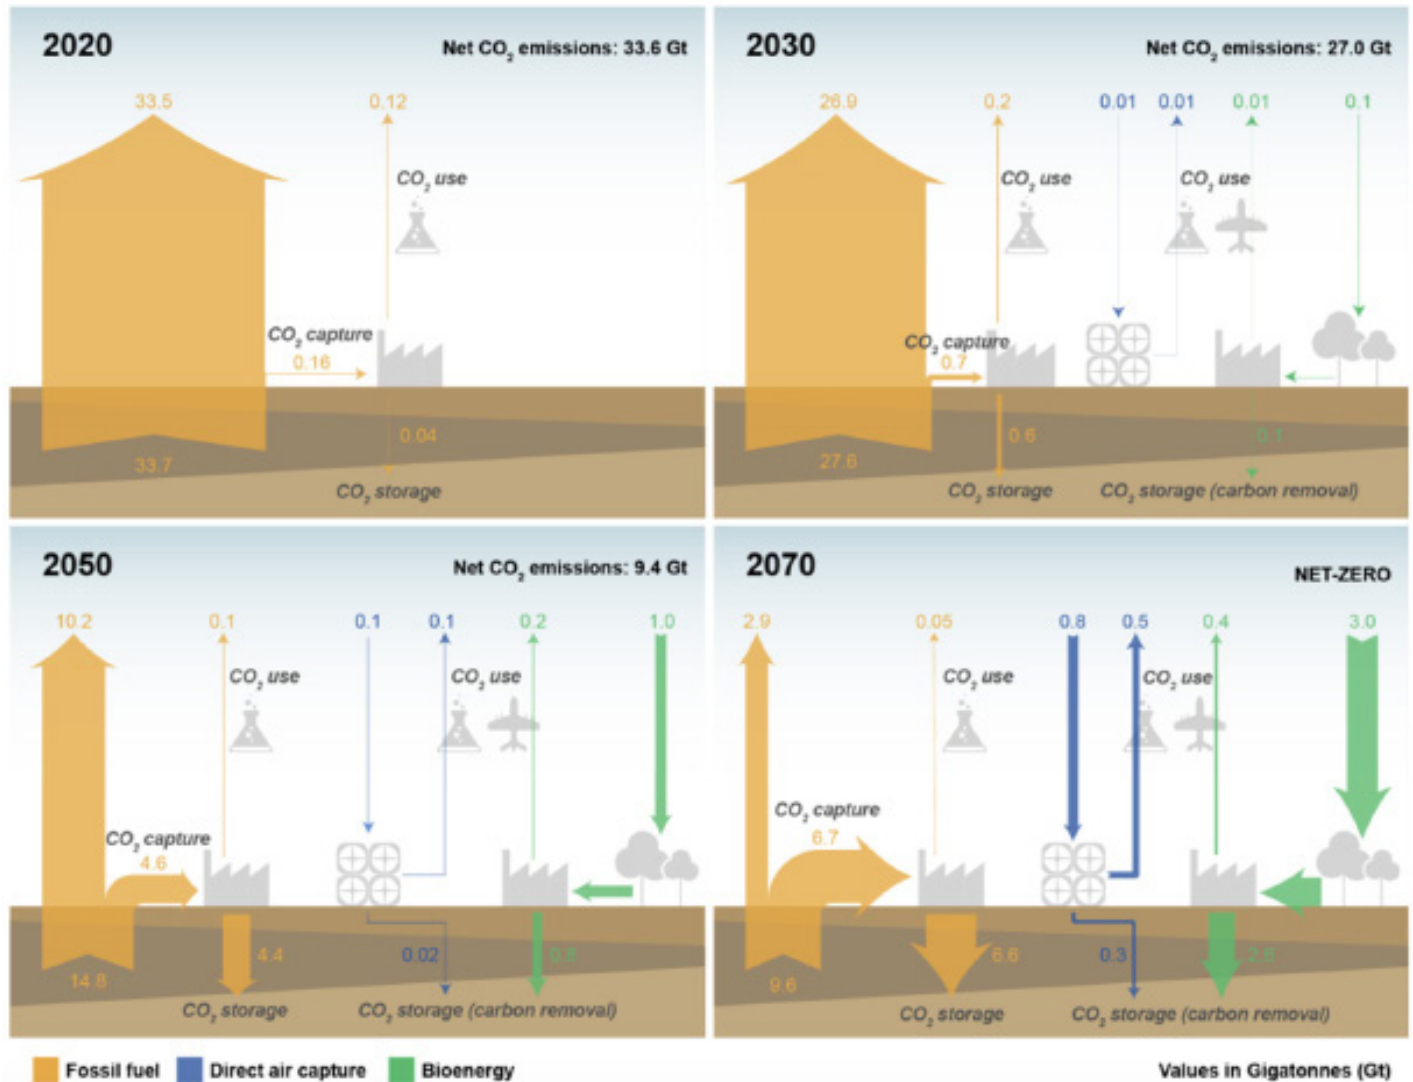 2020
Net CO₂ emissions: 33.6 Gt
33.5
0.12
CO₂ use
CO₂ capture
0.16
0.04
33.7
CO₂ storage
2030
Net CO₂ emissions: 27.0 Gt
26.9
0.2
0.01
0.01
0.01
0.1
CO₂ use
CO₂ use
CO₂ capture
0.7
0.6
0.1
27.6
CO₂ storage
CO₂ storage (carbon removal)
2050
Net CO₂ emissions: 9.4 Gt
10.2
0.1
0.1
0.1
0.2
1.0
CO₂ use
CO₂ use
CO₂ capture
4.6
4.4
0.02
0.8
14.8
CO₂ storage
CO₂ storage (carbon removal)
2070
NET-ZERO
2.9
0.05
0.8
0.5
0.4
3.0
CO₂ use
CO₂ use
CO₂ capture
6.7
6.6
0.3
9.6
CO₂ storage
CO₂ storage (carbon removal)
Fossil fuel
Direct air capture
Bioenergy
Values in Gigatonnes (Gt)